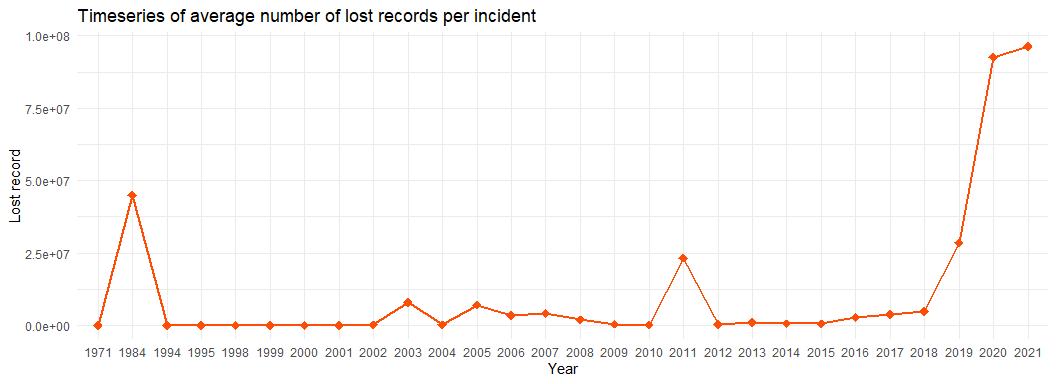 Timeseries of average number of lost records per incident
1.0e+08
7.5e+07
5.0e+07
2.5e+07
0.0e+00
Lost record
1971 1984 1994 1995 1998 1999 2000 2001 2002 2003 2004 2005 2006 2007 2008 2009 2010 2011 2012 2013 2014 2015 2016 2017 2018 2019 2020 2021
Year